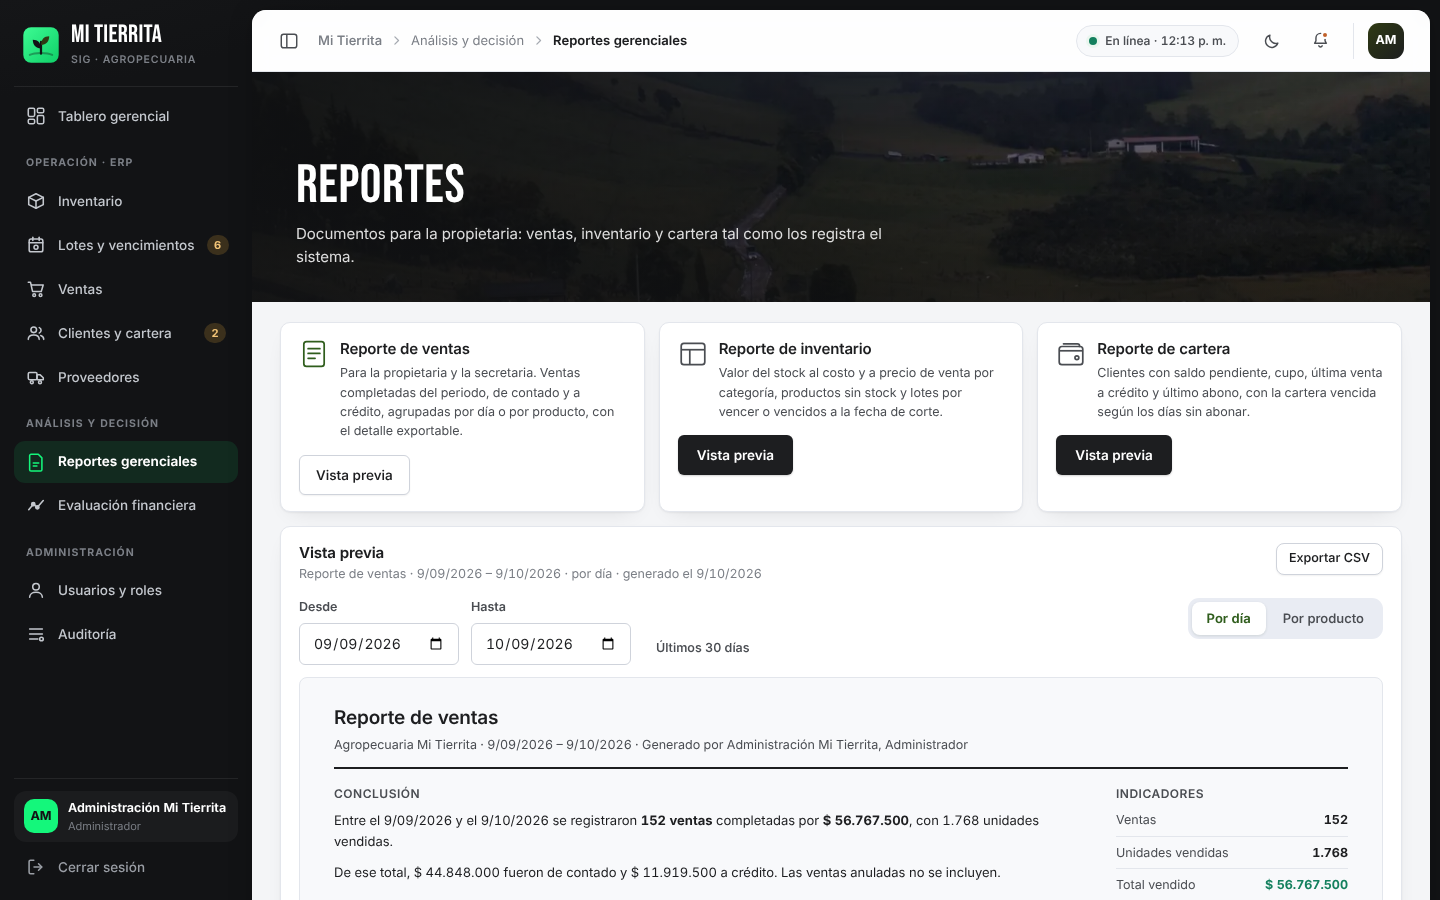 MI TIERRITA
SIG · AGROPECUARIA
Tablero gerencial
OPERACIÓN · ERP
Inventario
Lotes y vencimientos 6
Ventas
Clientes y cartera 2
Proveedores
ANÁLISIS Y DECISIÓN
Reportes gerenciales
Evaluación financiera
ADMINISTRACIÓN
Usuarios y roles
Auditoría
AM
Administración Mi Tierrita
Administrador
Cerrar sesión
Mi Tierrita > Análisis y decisión > Reportes gerenciales
En línea · 12:13 p. m.
AM
REPORTES
Documentos para la propietaria: ventas, inventario y cartera tal como los registra el
sistema.
Reporte de ventas
Para la propietaria y la secretaria. Ventas
completadas del periodo, de contado y a
crédito, agrupadas por día o por producto, con
el detalle exportable.
Vista previa
Reporte de inventario
Valor del stock al costo y a precio de venta por
categoría, productos sin stock y lotes por
vencer o vencidos a la fecha de corte.
Vista previa
Reporte de cartera
Clientes con saldo pendiente, cupo, última venta
a crédito y último abono, con la cartera vencida
según los días sin abonar.
Vista previa
Vista previa
Reporte de ventas · 9/09/2026 – 9/10/2026 · por día · generado el 9/10/2026
Exportar CSV
Desde
09/09/2026
Hasta
10/09/2026
Últimos 30 días
Por día
Por producto
Reporte de ventas
Agropecuaria Mi Tierrita · 9/09/2026 – 9/10/2026 · Generado por Administración Mi Tierrita, Administrador
CONCLUSIÓN
Entre el 9/09/2026 y el 9/10/2026 se registraron 152 ventas completadas por $ 56.767.500, con 1.768 unidades
vendidas.
De ese total, $ 44.848.000 fueron de contado y $ 11.919.500 a crédito. Las ventas anuladas no se incluyen.
INDICADORES
Ventas 152
Unidades vendidas 1.768
Total vendido $ 56.767.500